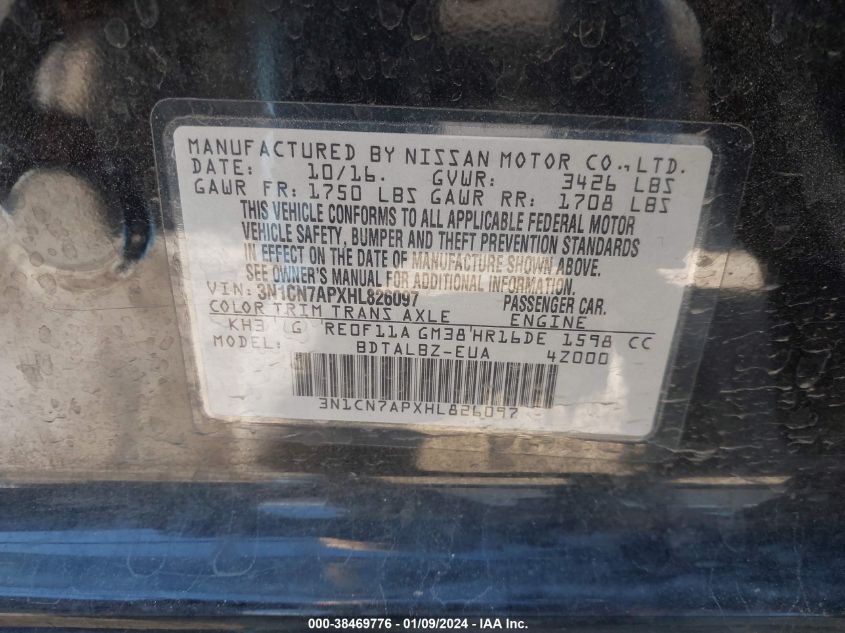 MANUFACTURED BY NISSAN MOTOR CO.,LTD.
DATE: 10/16. GVWR: 3426 LBS
GAWR FR: 1750 LBS GAWR RR: 1708 LBS
THIS VEHICLE CONFORMS TO ALL APPLICABLE FEDERAL MOTOR
VEHICLE SAFETY, BUMPER AND THEFT PREVENTION STANDARDS
IN EFFECT ON THE DATE OF MANUFACTURE SHOWN ABOVE.
SEE OWNER'S MANUAL FOR ADDITIONAL INFORMATION.
VIN: 3N1CN7APXHL826097 PASSENGER CAR.
COLOR TRIM TRANS AXLE ENGINE
KH3 G RE0F11A GM38 HR16DE 1598 CC
MODEL: BDTALBZ-EUA 4Z000
3N1CN7APXHL826097
000-38469776 - 01/09/2024 - IAA Inc.